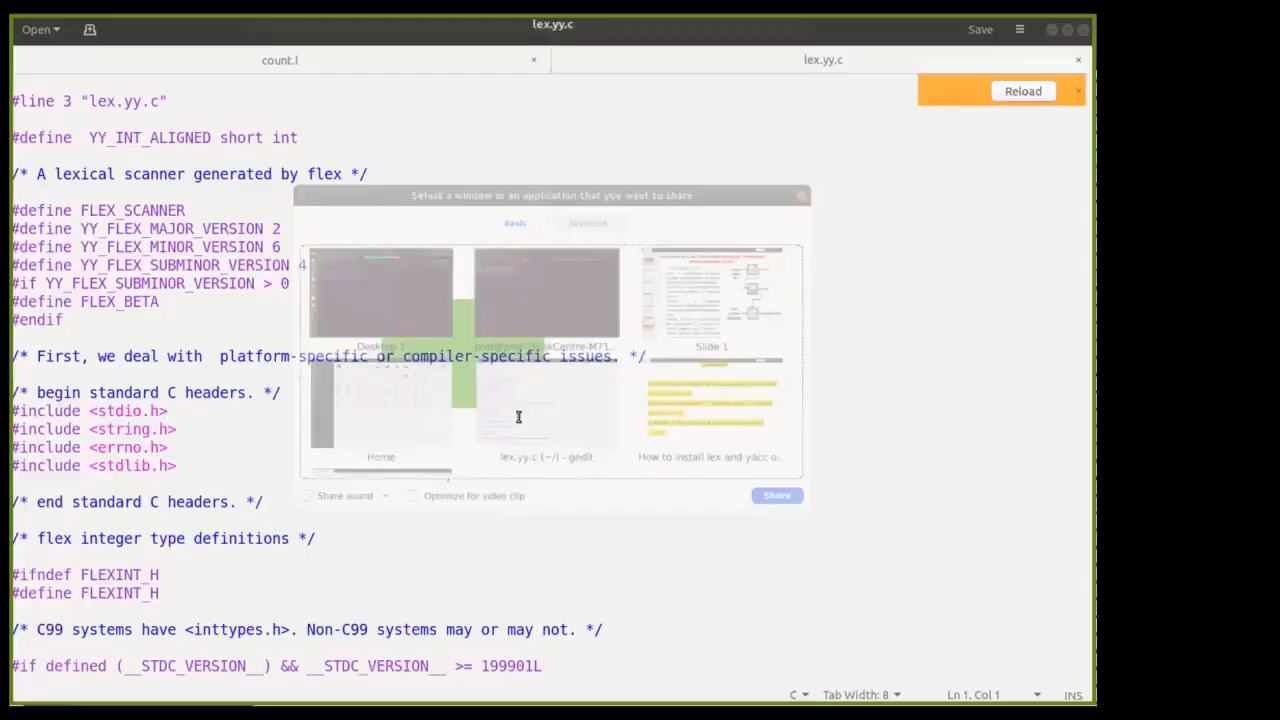 lex.yy.c
Open
Save
count.l × lex.yy.c ×
Reload ×
#line 3 "lex.yy.c"
#define  YY_INT_ALIGNED short int
/* A lexical scanner generated by flex */
Select a window or an application that you want to share
#define FLEX_SCANNER
Basic Advanced
#define YY_FLEX_MAJOR_VERSION 2
#define YY_FLEX_MINOR_VERSION 6
#define YY_FLEX_SUBMINOR_VERSION 4
#if YY_FLEX_SUBMINOR_VERSION > 0
#define FLEX_BETA
#endif
Desktop 1
Slide 1
/* First, we deal with  platform-specific or compiler-specific issues. */
/* begin standard C headers. */
#include <stdio.h>
#include <string.h>
#include <errno.h>
#include <stdlib.h>
Home
lex.yy.c (~/) - gedit
How to install lex and yacc o...
Share sound
Optimize for video clip
Share
/* end standard C headers. */
/* flex integer type definitions */
#ifndef FLEXINT_H
#define FLEXINT_H
/* C99 systems have <inttypes.h>. Non-C99 systems may or may not. */
#if defined (__STDC_VERSION__) && __STDC_VERSION__ >= 199901L
C Tab Width: 8 Ln 1, Col 1 INS